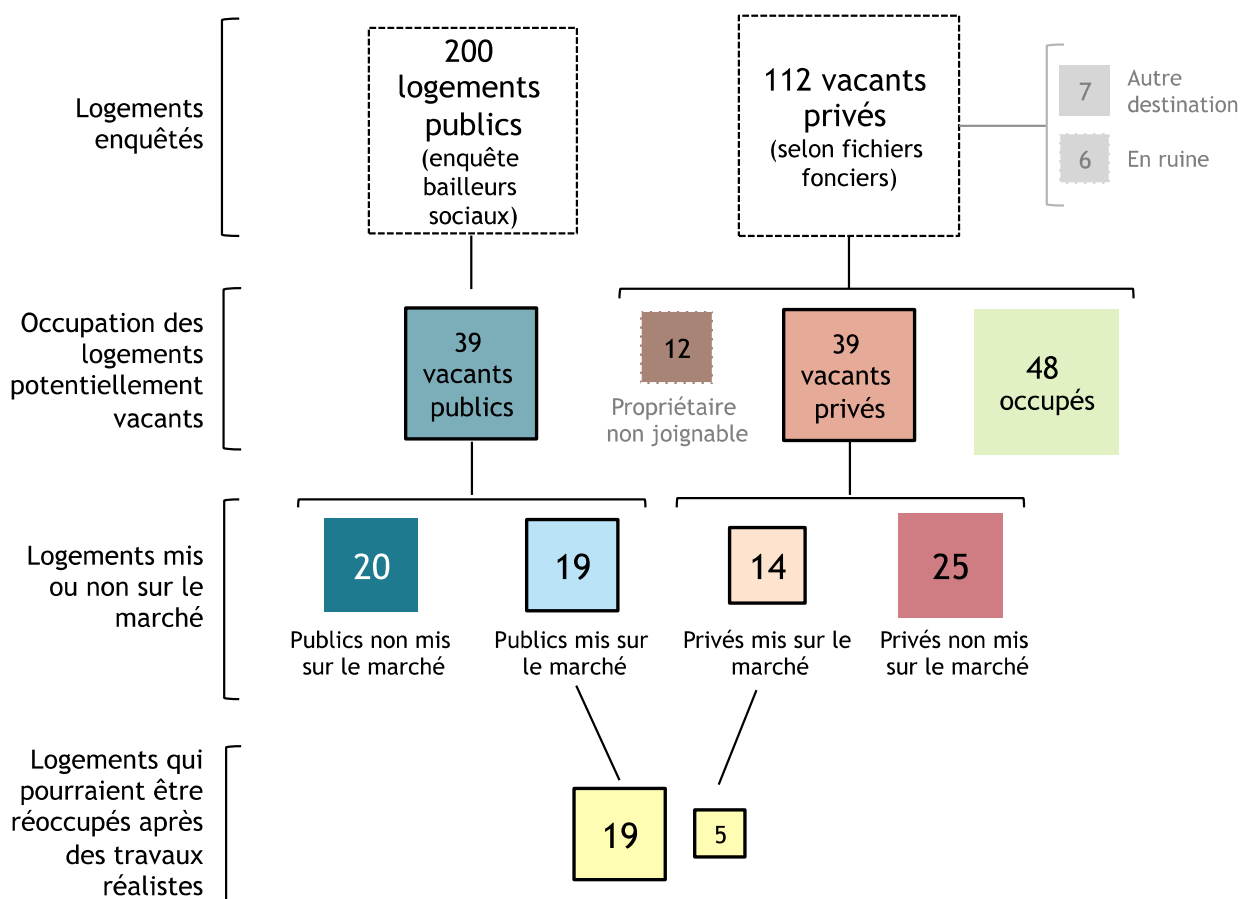 Logements
enquêtés
200
logements
publics
(enquête
bailleurs
sociaux)
112 vacants
privés
(selon fichiers
fonciers)
7
Autre
destination
6
En ruine
Occupation des
logements
potentiellement
vacants
39
vacants
publics
12
Propriétaire
non joignable
39
vacants
privés
48
occupés
Logements mis
ou non sur le
marché
20
Publics non mis
sur le marché
19
Publics mis sur
le marché
14
Privés mis sur le
marché
25
Privés non mis
sur le marché
Logements qui
pourraient être
réoccupés après
des travaux
réalistes
19
5